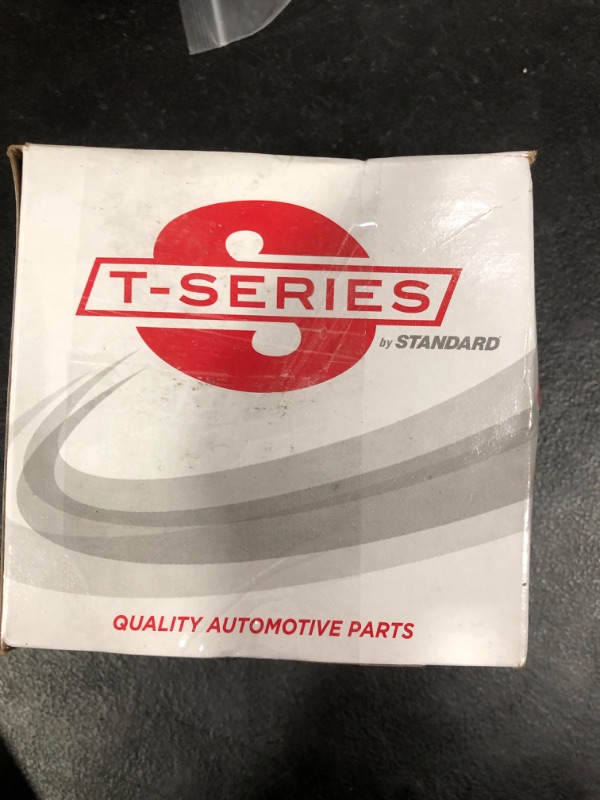 S
T-SERIES
by STANDARD
QUALITY AUTOMOTIVE PARTS